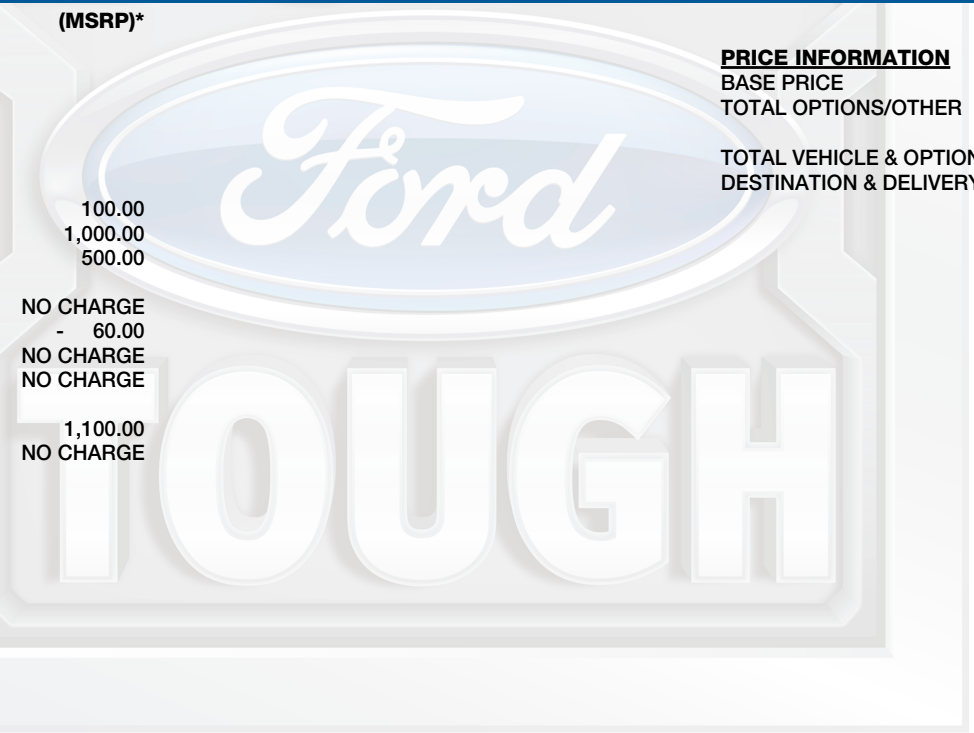 (MSRP)*
100.00
1,000.00
500.00
NO CHARGE
- 60.00
NO CHARGE
NO CHARGE
1,100.00
NO CHARGE
PRICE INFORMATION
BASE PRICE
TOTAL OPTIONS/OTHER
TOTAL VEHICLE & OPTION
DESTINATION & DELIVERY
Ford
TOUGH